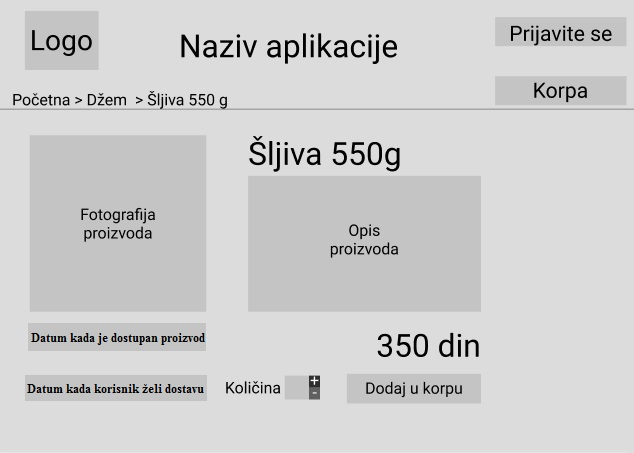 Logo
Naziv aplikacije
Prijavite se
Korpa
Početna > Džem > Šljiva 550 g
Šljiva 550g
Fotografija
proizvoda
Opis
proizvoda
Datum kada je dostupan proizvod
350 din
Datum kada korisnik želi dostavu
Količina
+
-
Dodaj u korpu